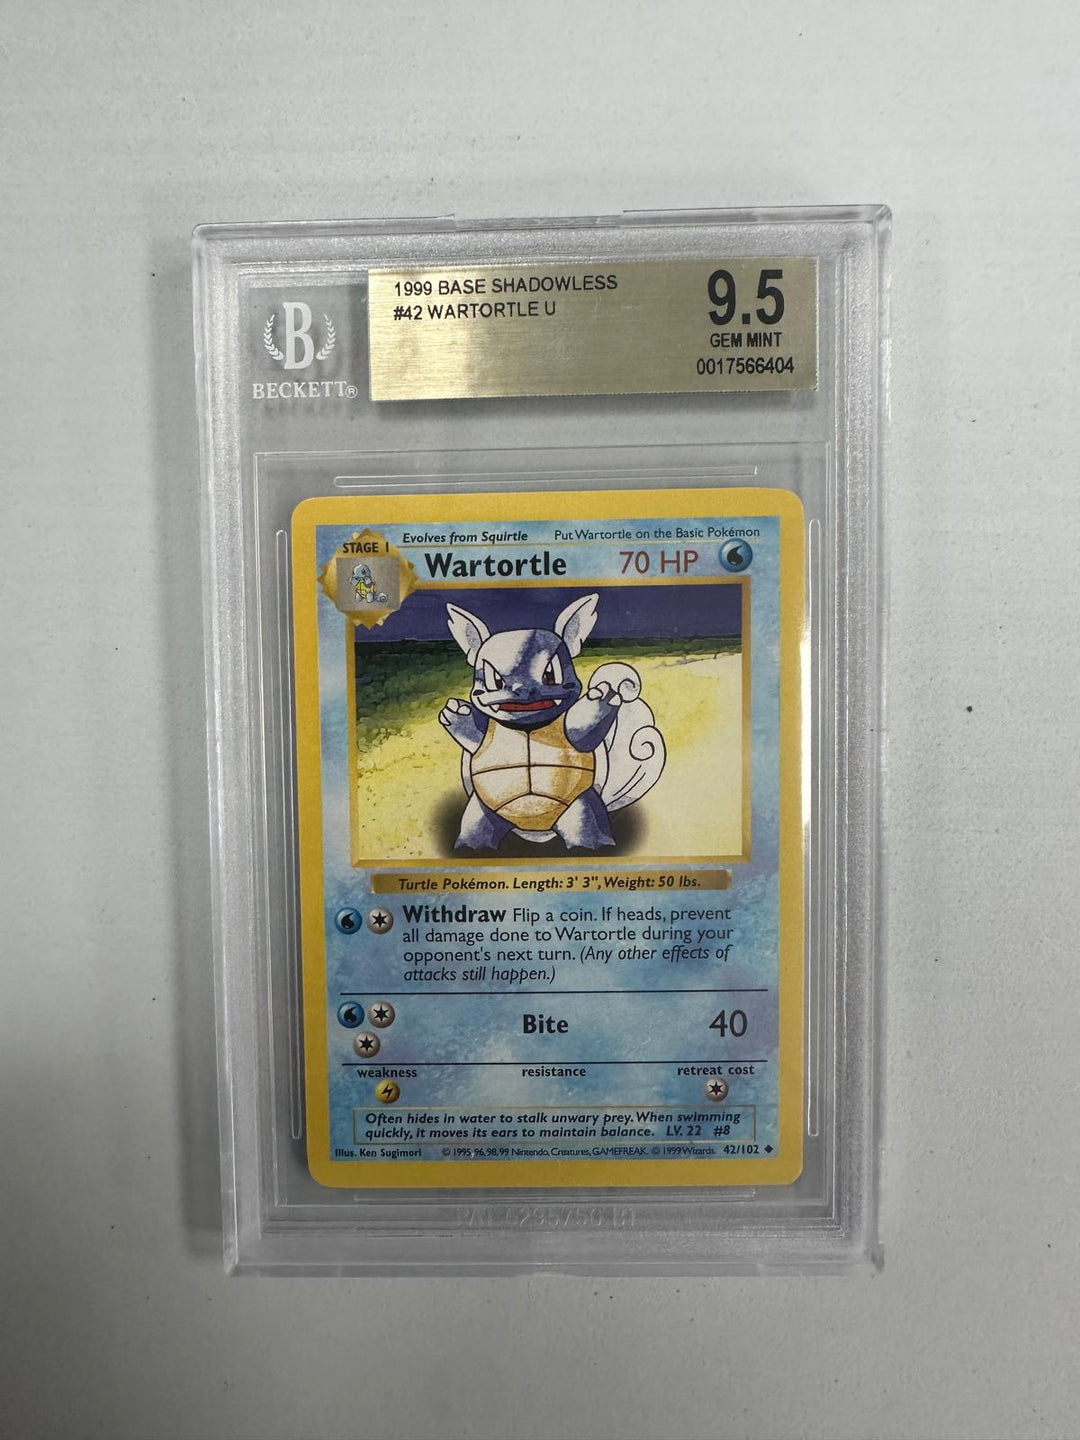 1999 BASE SHADOWLESS
#42 WARTORTLE U
9.5
GEM MINT
0017566404
B
BECKETT®
Evolves from Squirtle Put Wartortle on the Basic Pokémon
STAGE 1
Wartortle 70 HP
Turtle Pokémon. Length: 3' 3", Weight: 50 lbs.
Withdraw Flip a coin. If heads, prevent
all damage done to Wartortle during your
opponent's next turn. (Any other effects of
attacks still happen.)
Bite 40
weakness resistance retreat cost
Often hides in water to stalk unwary prey. When swimming
quickly, it moves its ears to maintain balance. LV. 22 #8
Illus. Ken Sugimori © 1995, 96, 98, 99 Nintendo, Creatures, GAMEFREAK. © 1999 Wizards. 42/102